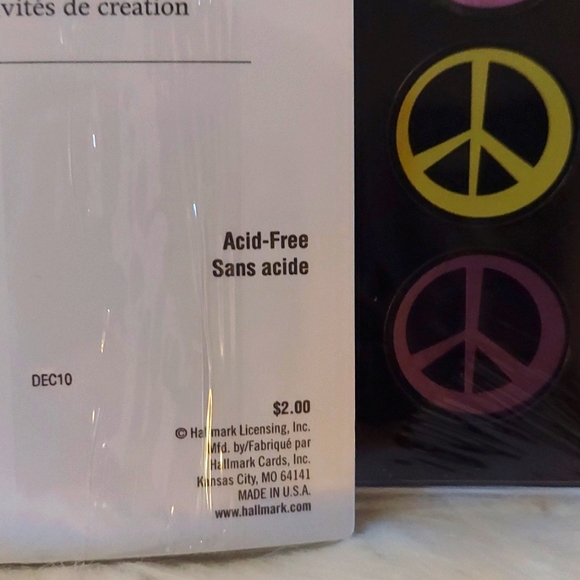 vités de création
Acid-Free
Sans acide
DEC10
$2.00
© Hallmark Licensing, Inc.
Mfd. by/Fabriqué par
Hallmark Cards, Inc.
Kansas City, MO 64141
MADE IN U.S.A.
www.hallmark.com